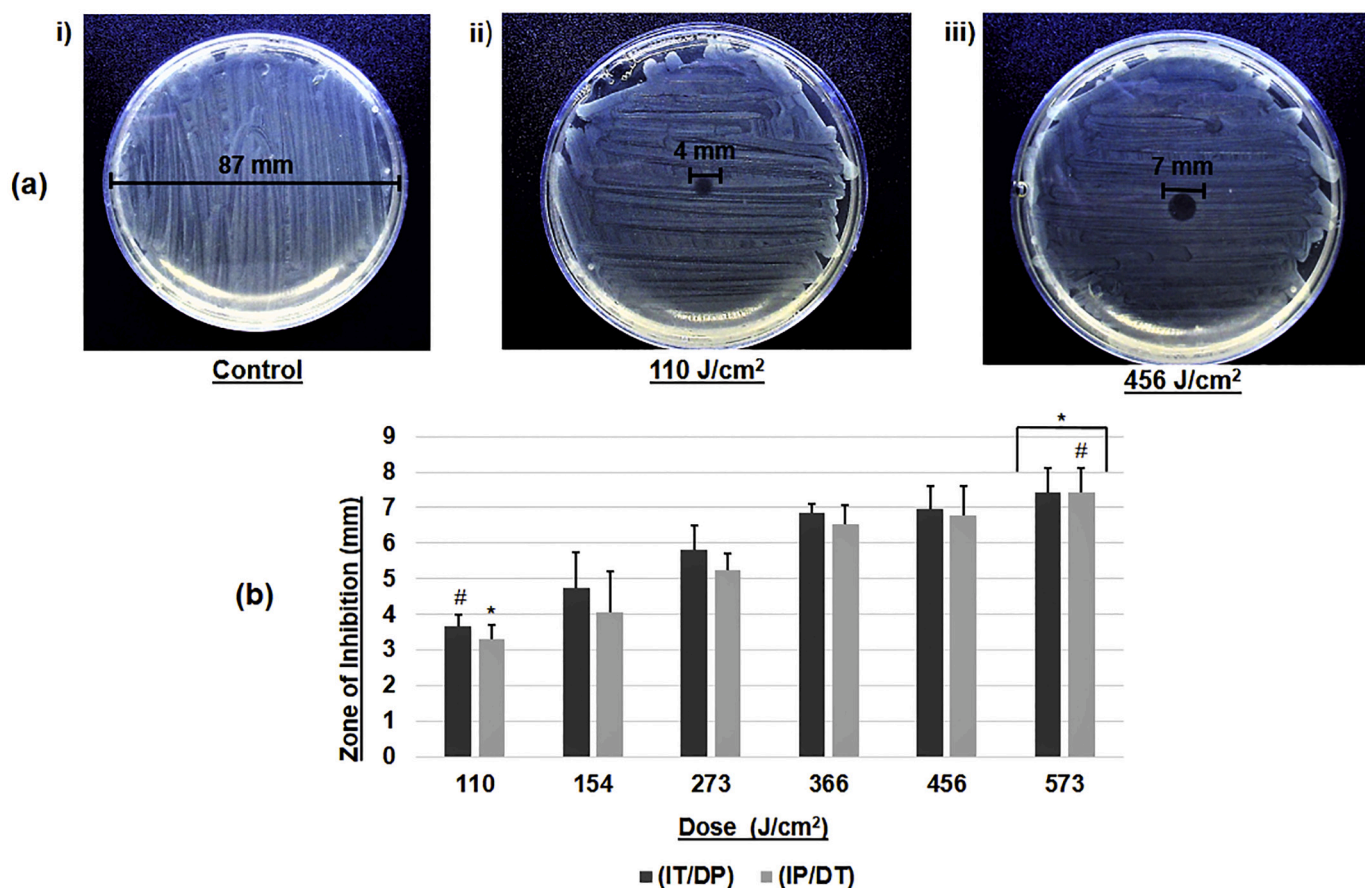 i)
ii)
iii)
(a)
87 mm
4 mm
7 mm
Control
110 J/cm²
456 J/cm²
(b)
Zone of Inhibition (mm)
9
8
7
6
5
4
3
2
1
0
#
*
*
#
110 154 273 366 456 573
Dose (J/cm²)
(IT/DP) (IP/DT)